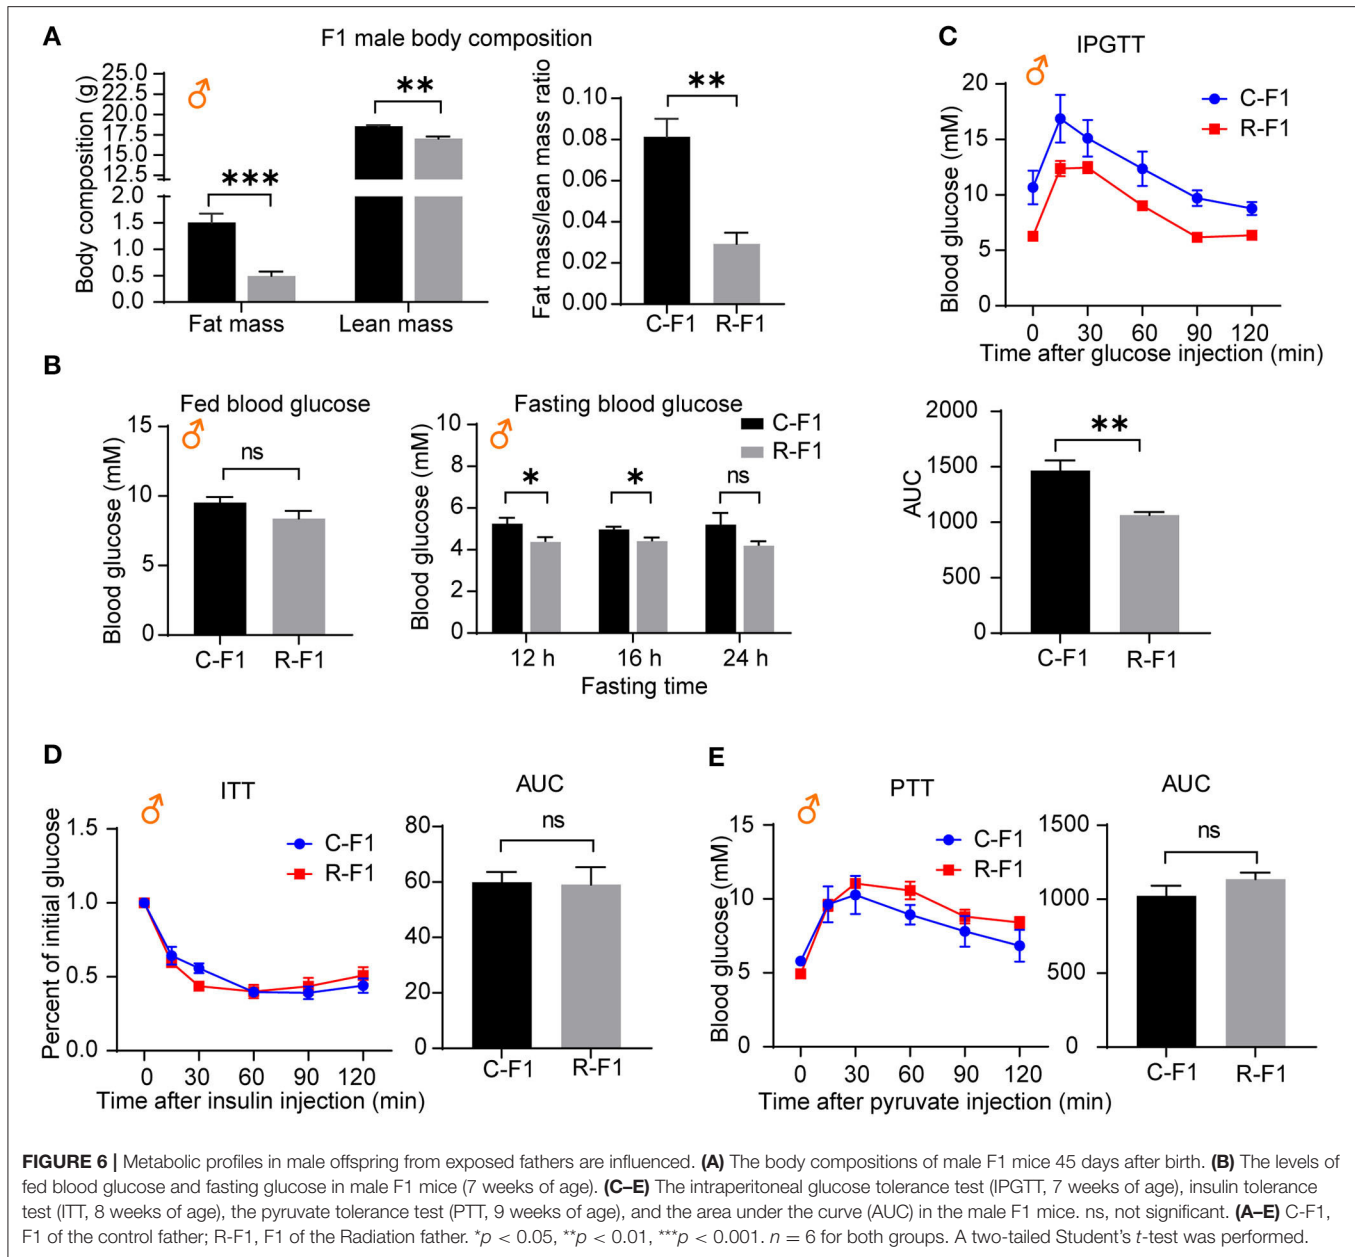 A
F1 male body composition
Body composition (g)
25.0
22.5
20.0
17.5
15.0
12.5
2.0
1.5
1.0
0.5
0.0
***
**
Fat mass
Lean mass
Fat mass/lean mass ratio
0.10
0.08
0.06
0.04
0.02
0.00
**
C-F1
R-F1
C
IPGTT
Blood glucose (mM)
20
15
10
5
0
C-F1
R-F1
0
30
60
90
120
Time after glucose injection (min)
B
Fed blood glucose
Blood glucose (mM)
15
10
5
0
ns
C-F1
R-F1
Fasting blood glucose
Blood glucose (mM)
10
8
6
4
2
0
C-F1
R-F1
*
*
ns
12 h
16 h
24 h
Fasting time
AUC
2000
1500
1000
500
0
**
C-F1
R-F1
D
ITT
Percent of initial glucose
1.5
1.0
0.5
0.0
C-F1
R-F1
0
30
60
90
120
Time after insulin injection (min)
AUC
80
60
40
20
0
ns
C-F1
R-F1
E
PTT
Blood glucose (mM)
15
10
5
0
C-F1
R-F1
0
30
60
90
120
Time after pyruvate injection (min)
AUC
1500
1000
500
0
ns
C-F1
R-F1
FIGURE 6 | Metabolic profiles in male offspring from exposed fathers are influenced. (A) The body compositions of male F1 mice 45 days after birth. (B) The levels of
fed blood glucose and fasting glucose in male F1 mice (7 weeks of age). (C–E) The intraperitoneal glucose tolerance test (IPGTT, 7 weeks of age), insulin tolerance
test (ITT, 8 weeks of age), the pyruvate tolerance test (PTT, 9 weeks of age), and the area under the curve (AUC) in the male F1 mice. ns, not significant. (A–E) C-F1,
F1 of the control father; R-F1, F1 of the Radiation father. *p < 0.05, **p < 0.01, ***p < 0.001. n = 6 for both groups. A two-tailed Student's t-test was performed.